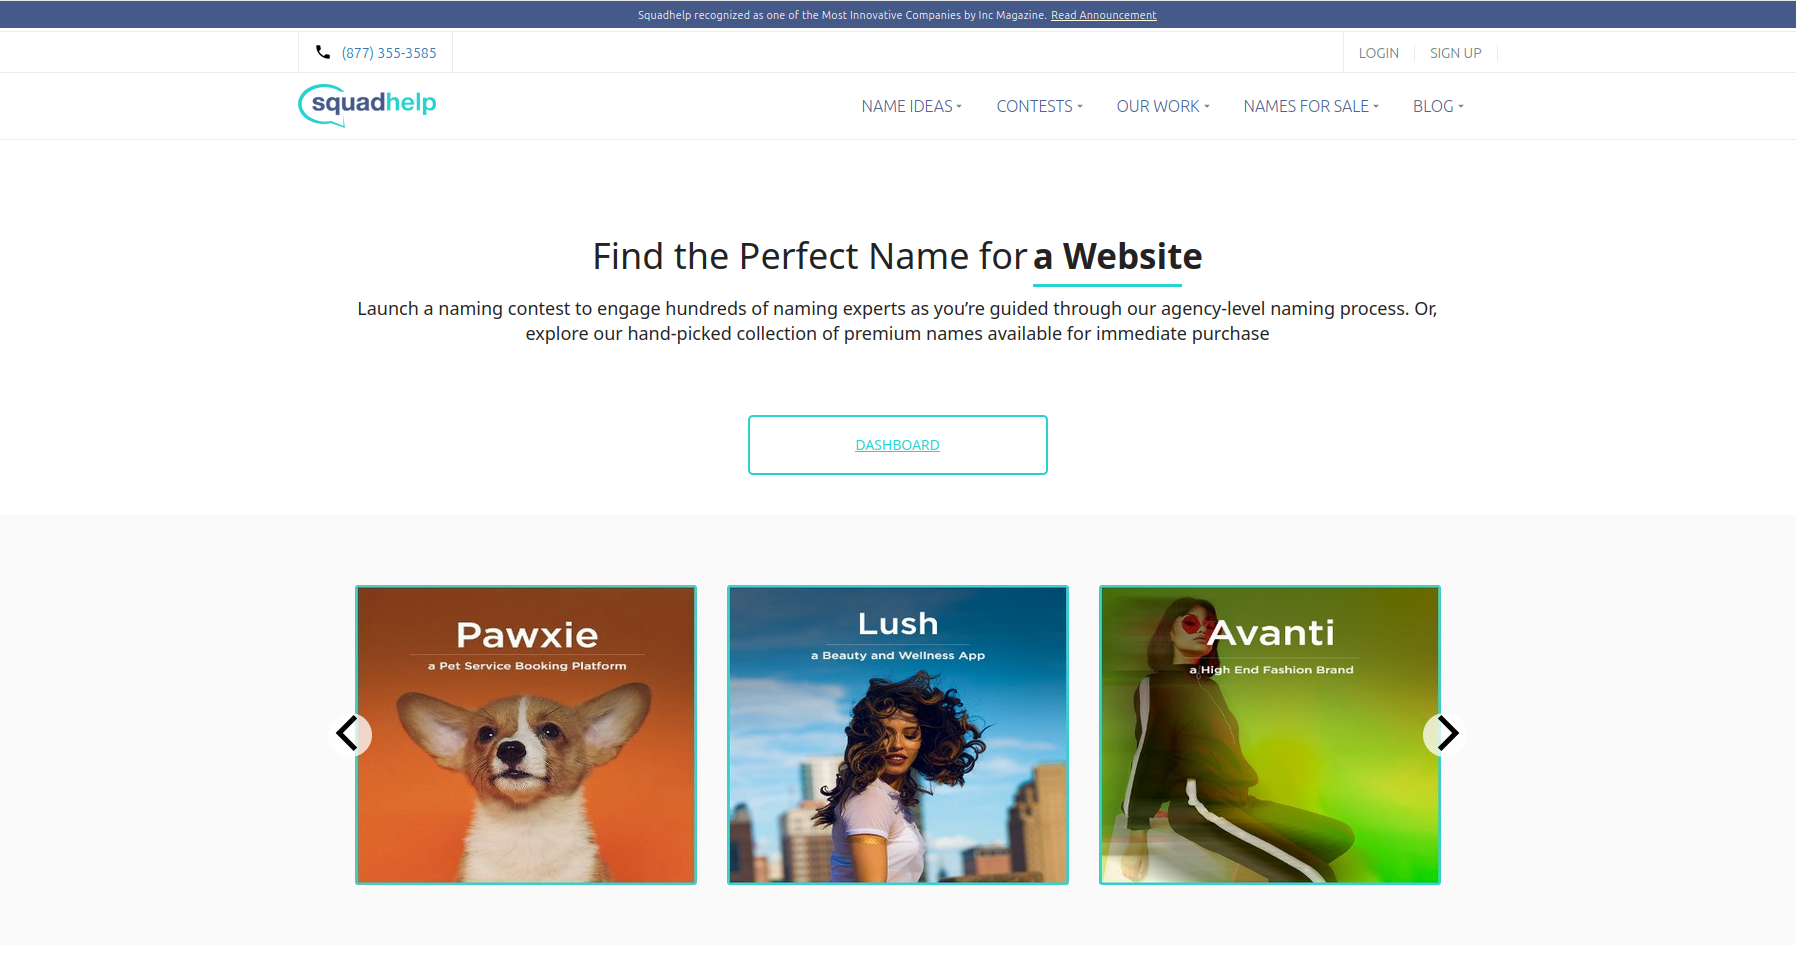 Squadhelp recognized as one of the Most Innovative Companies by Inc Magazine. Read Announcement
(877) 355-3585
LOGIN
SIGN UP
squadhelp
NAME IDEAS
CONTESTS
OUR WORK
NAMES FOR SALE
BLOG
Find the Perfect Name for a Website
Launch a naming contest to engage hundreds of naming experts as you’re guided through our agency-level naming process. Or,
explore our hand-picked collection of premium names available for immediate purchase
DASHBOARD
Pawxie
a Pet Service Booking Platform
Lush
a Beauty and Wellness App
Avanti
a High End Fashion Brand